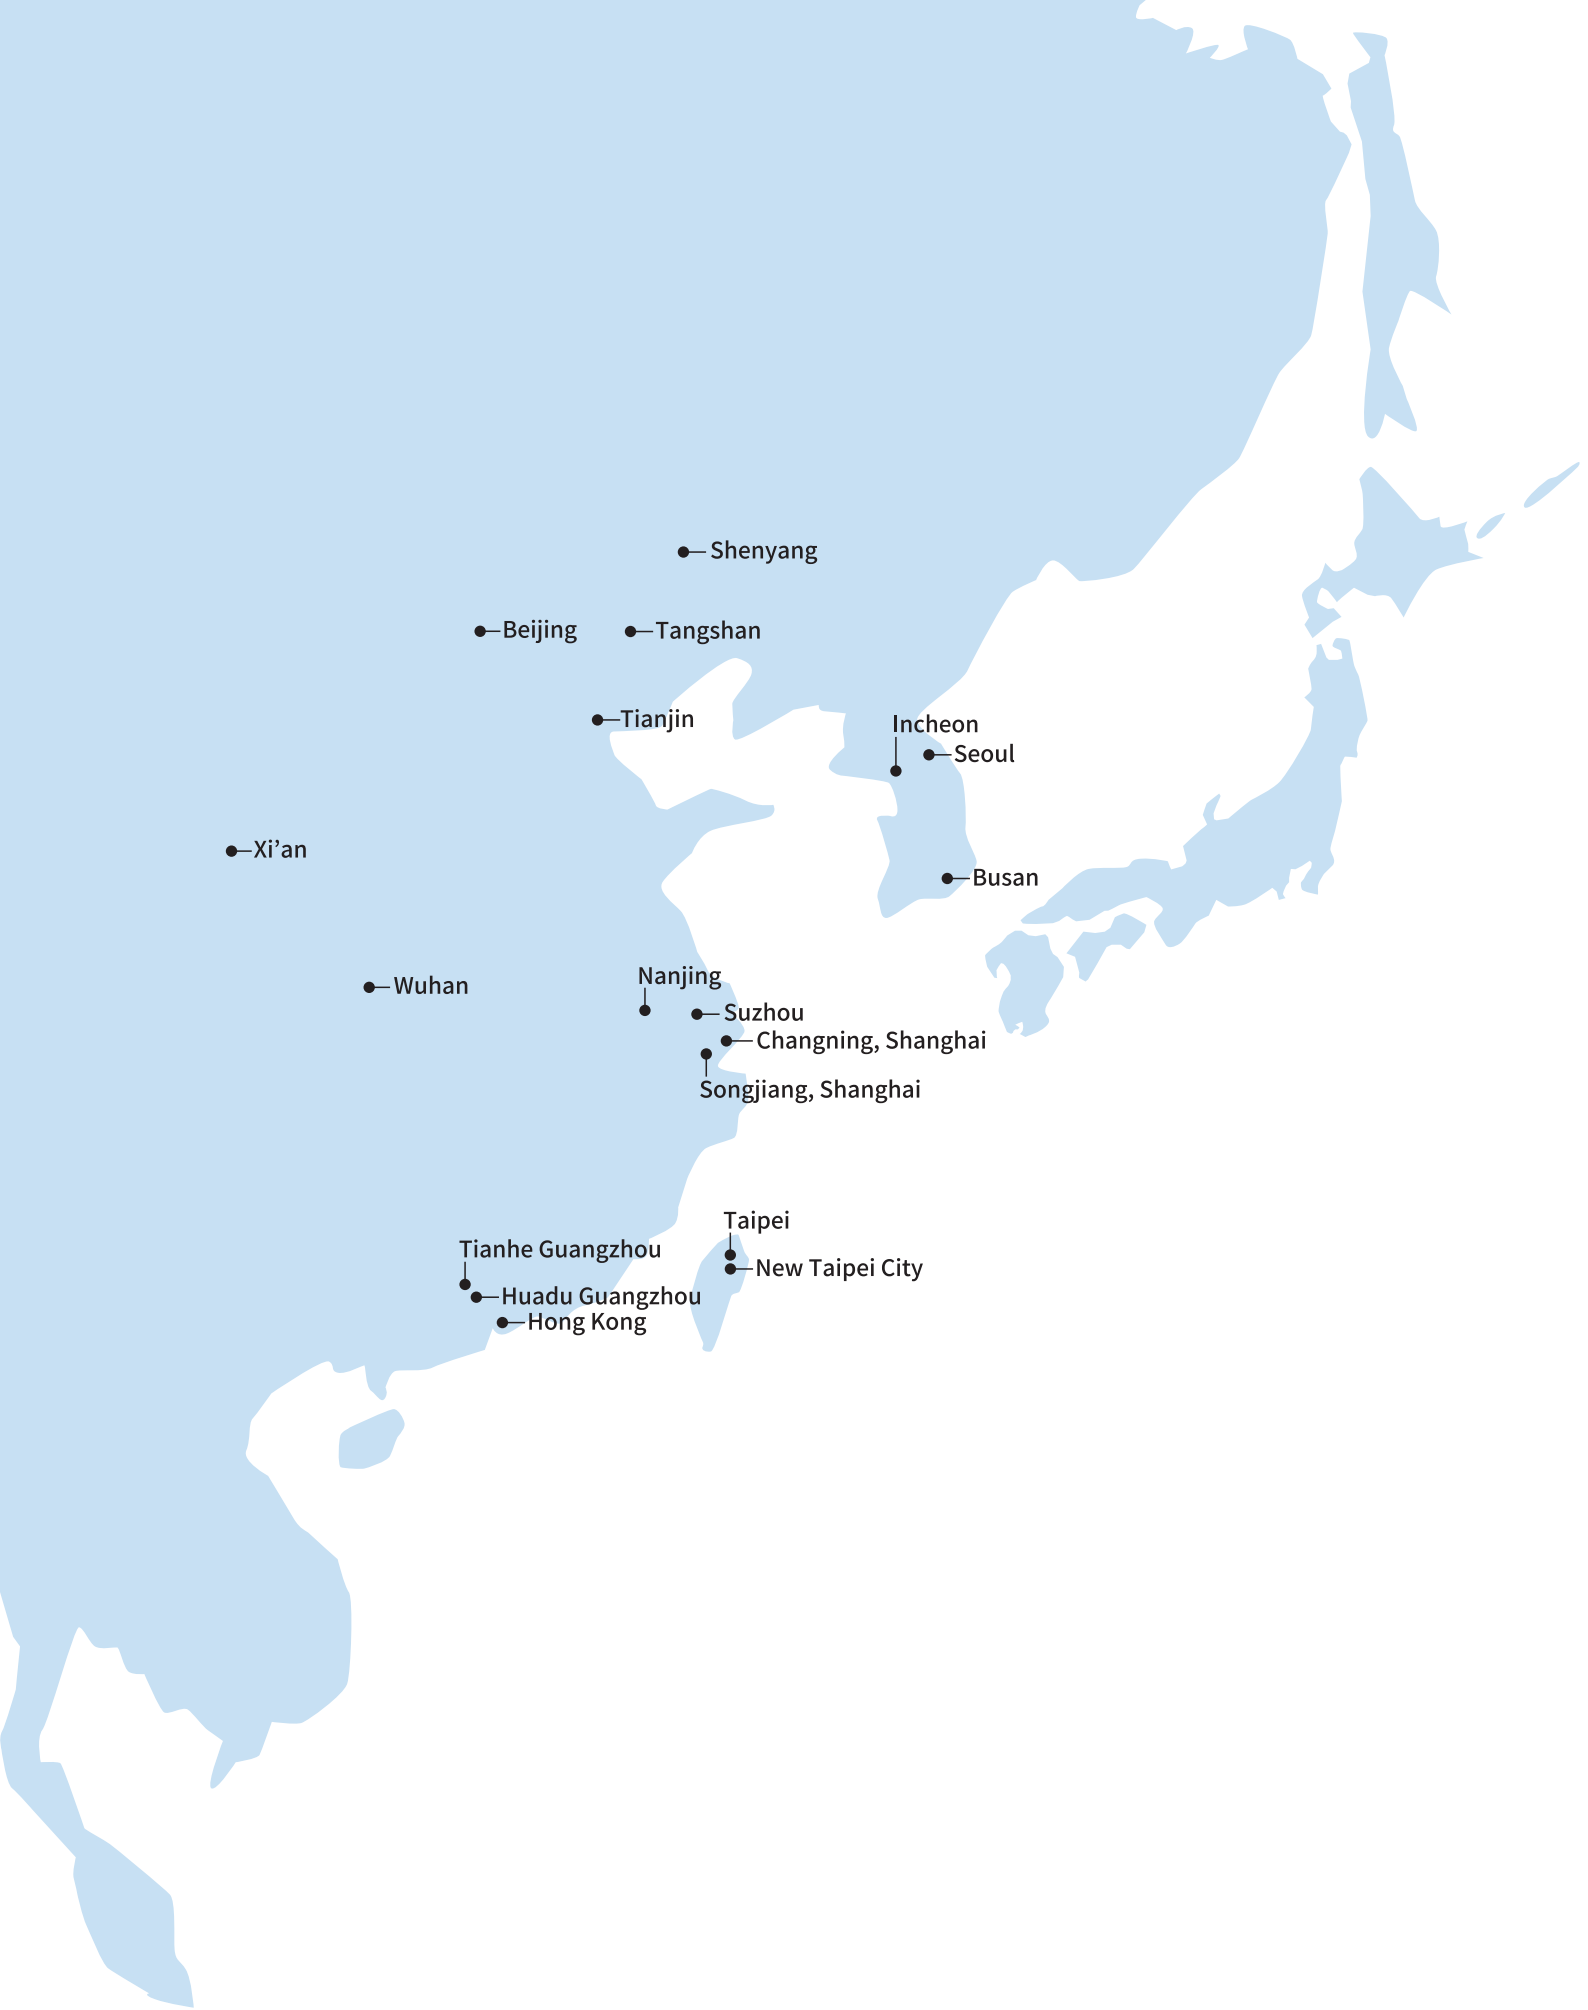 Shenyang
Beijing
Tangshan
Tianjin
Incheon
Seoul
Xi’an
Busan
Nanjing
Wuhan
Suzhou
Changning, Shanghai
Songjiang, Shanghai
Taipei
Tianhe Guangzhou
New Taipei City
Huadu Guangzhou
Hong Kong